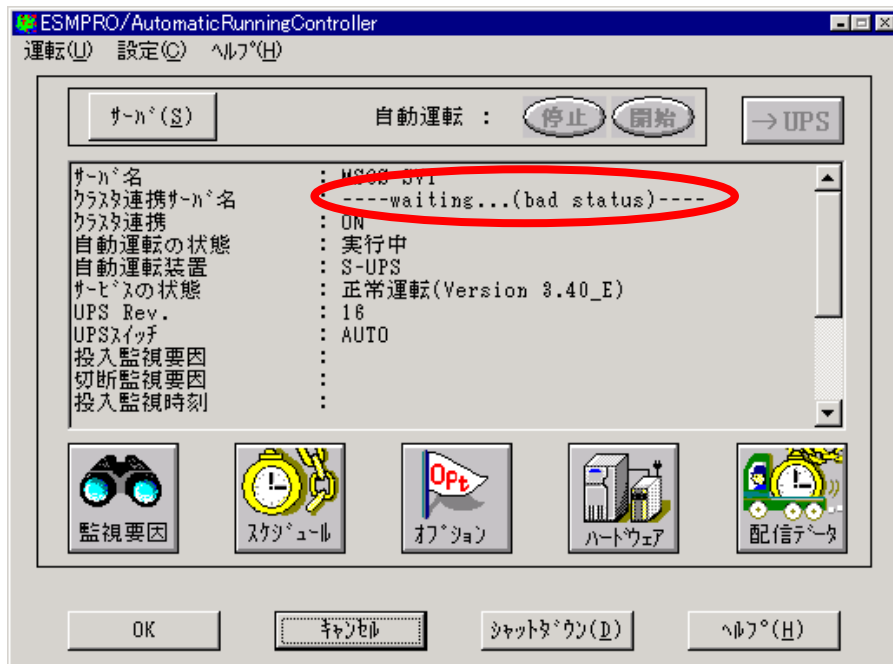 ESMPRO/AutomaticRunningController
運転(U) 設定(C) ﾍﾙﾌﾟ(H)
ｻｰﾊﾞ(S) 自動運転 : 停止 開始 →UPS
ｻｰﾊﾞ名 : MSCS-SV1
ｸﾗｽﾀ連携ｻｰﾊﾞ名 : ----waiting...(bad status)----
ｸﾗｽﾀ連携 : ON
自動運転の状態 : 実行中
自動運転装置 : S-UPS
ｻｰﾋﾞｽの状態 : 正常運転(Version 3.40_E)
UPS Rev. : 16
UPSｽｲｯﾁ : AUTO
投入監視要因 :
切断監視要因 :
投入監視時刻 :
OPt
監視要因 ｽｹｼﾞｭｰﾙ ｵﾌﾟｼｮﾝ ﾊｰﾄﾞｳｪｱ 配信ﾃﾞｰﾀ
OK ｷｬﾝｾﾙ ｼｬｯﾄﾀﾞｳﾝ(D) ﾍﾙﾌﾟ(H)